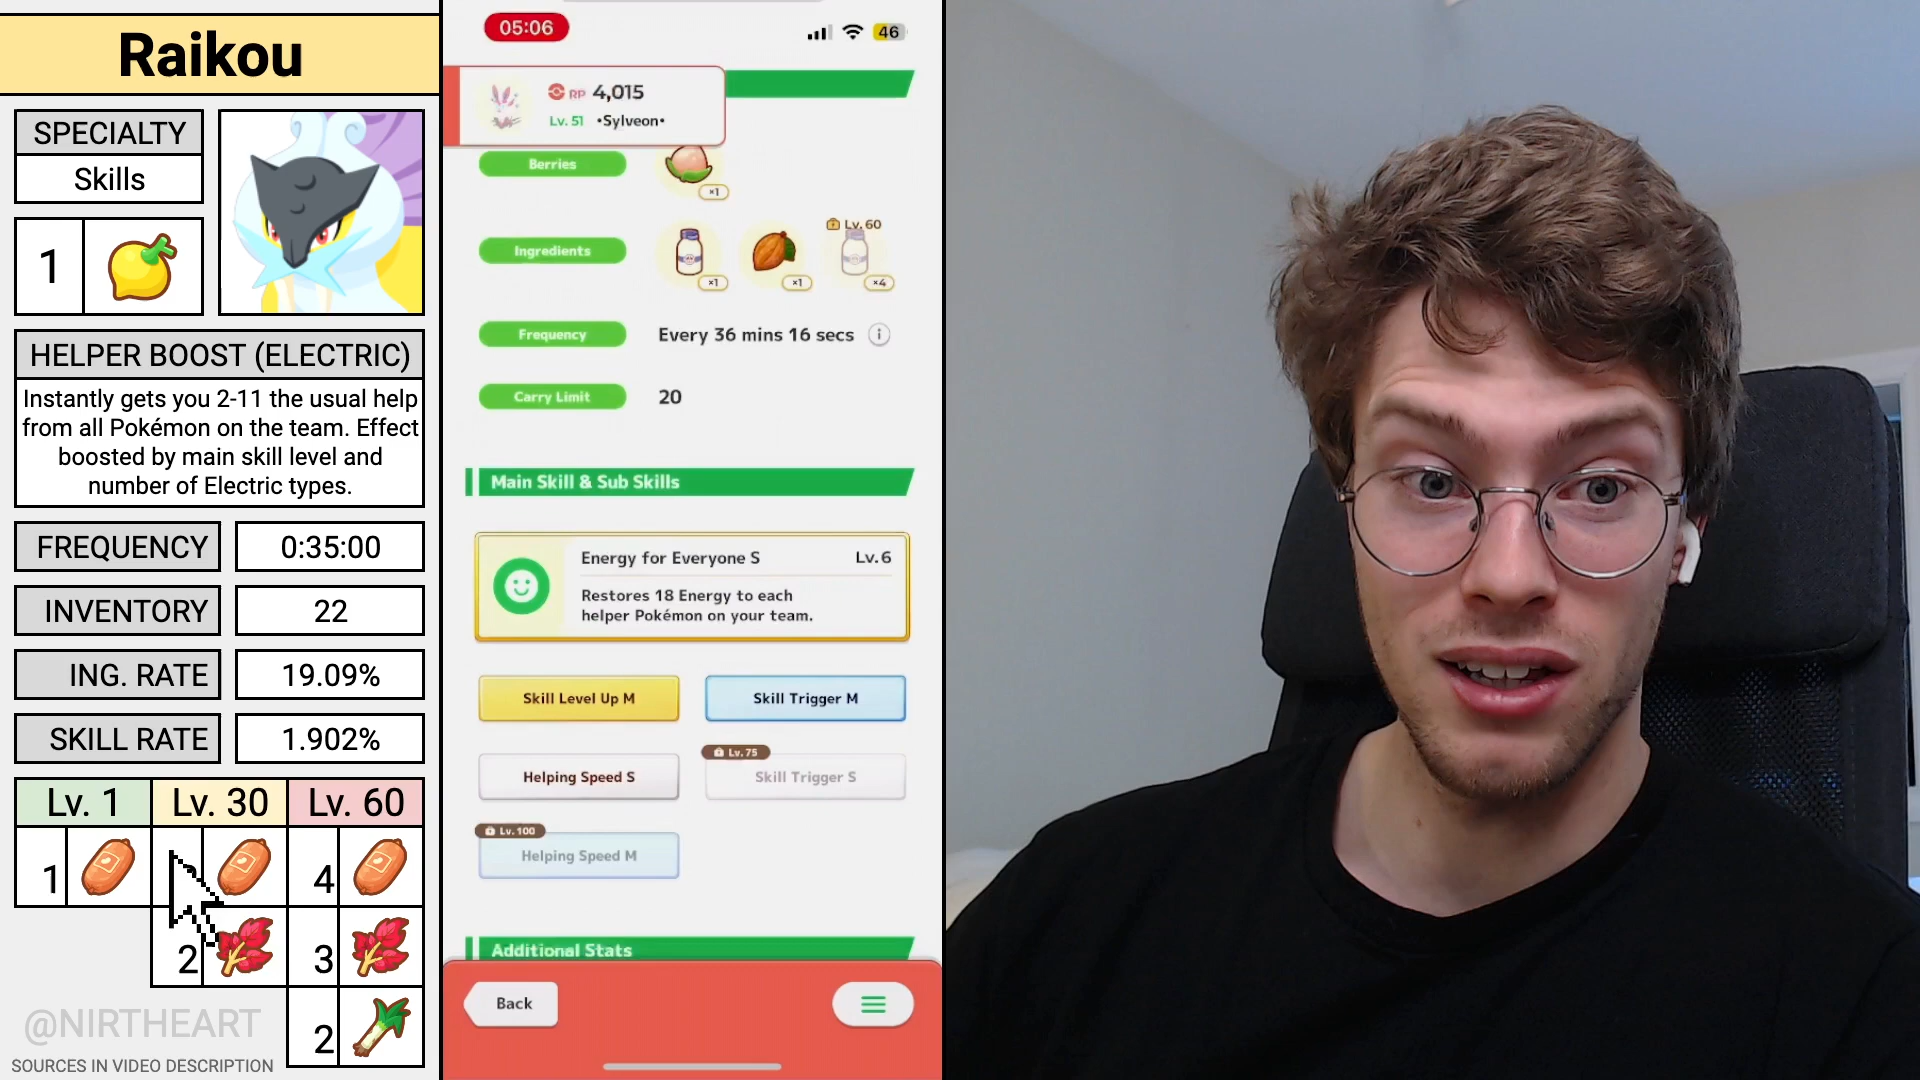 Raikou
SPECIALTY
Skills
1
HELPER BOOST (ELECTRIC)
Instantly gets you 2-11 the usual help
from all Pokémon on the team. Effect
boosted by main skill level and
number of Electric types.
FREQUENCY
0:35:00
INVENTORY
22
ING. RATE
19.09%
SKILL RATE
1.902%
Lv. 1
Lv. 30
Lv. 60
1
4
2
3
2
@NIRTHEART
SOURCES IN VIDEO DESCRIPTION
05:06
46
RP 4,015
Lv. 51 •Sylveon•
Berries
×1
Ingredients
Lv. 60
×1
×1
×4
Frequency
Every 36 mins 16 secs
i
Carry Limit
20
Main Skill & Sub Skills
Energy for Everyone S
Lv. 6
Restores 18 Energy to each
helper Pokémon on your team.
Skill Level Up M
Skill Trigger M
Helping Speed S
Lv. 75
Skill Trigger S
Lv. 100
Helping Speed M
Additional Stats
Back